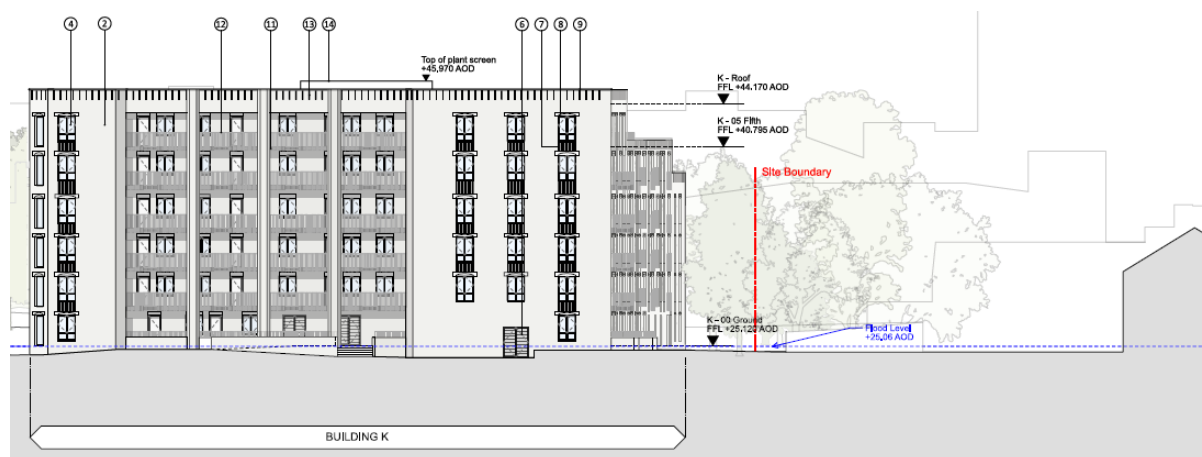 4
2
12
11
13
14
6
7
8
9
Top of plant screen
+45,970 AOD
K - Roof
FFL +44.170 AOD
K - 05 Fifth
FFL +40.795 AOD
Site Boundary
K - 00 Ground
FFL +25.120 AOD
Flood Level
+25.06 AOD
BUILDING K